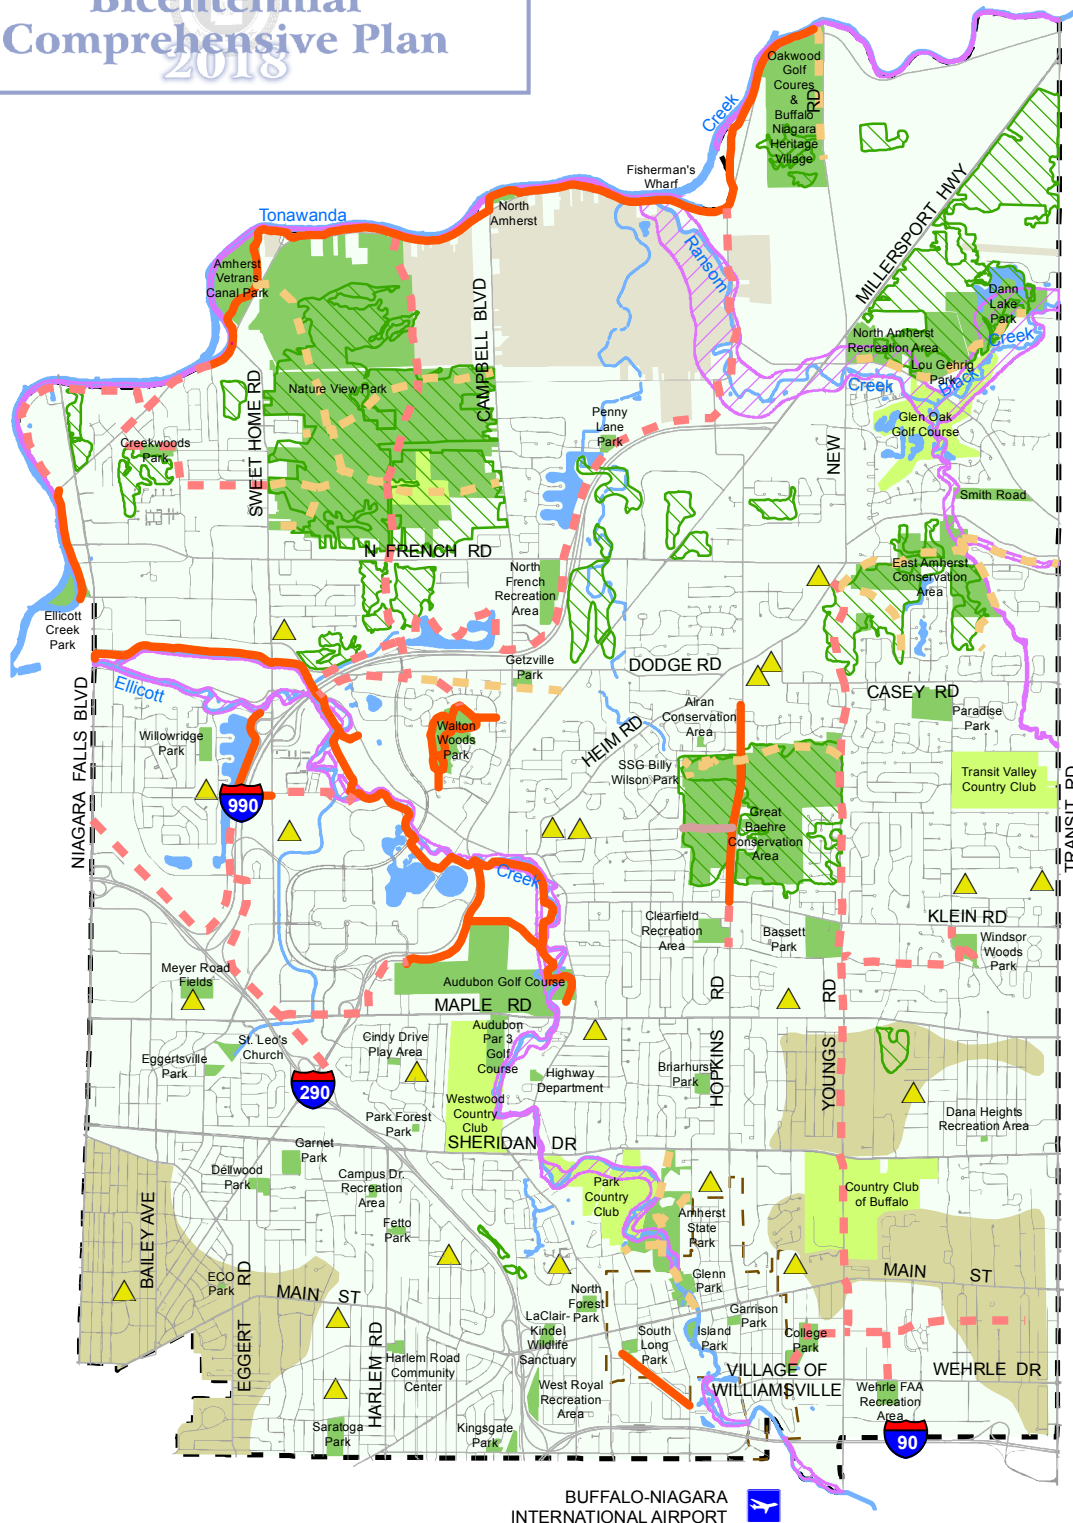 Bicentennial
Comprehensive Plan
2018
Oakwood
Golf
Coures
&
Buffalo
Niagara
Heritage
Village
RD
Creek
Fisherman's
Wharf
North
Amherst
Tonawanda
Amherst
Vetrans
Canal Park
Ransom
MILLERSPORT HWY
Dann
Lake
Park
Creek
North Amherst
Recreation Area
Lou Gehrig
Park
Black
Creek
CAMPBELL BLVD
Nature View Park
SWEET HOME RD
Penny
Lane
Park
Glen Oak
Golf Course
NEW
Creekwoods
Park
Smith Road
N FRENCH RD
North
French
Recreation
Area
East Amherst
Conservation
Area
Ellicott
Creek
Park
Getzville
Park
DODGE RD
CASEY RD
Ellicott
NIAGARA FALLS BLVD
Airan
Conservation
Area
Paradise
Park
Willowridge
Park
Walton
Woods
Park
HEIM RD
SSG Billy
Wilson Park
Transit Valley
Country Club
TRANSIT RD
990
Great
Baehre
Conservation
Area
Creek
Clearfield
Recreation
Area
Bassett
Park
KLEIN RD
Windsor
Woods
Park
Meyer Road
Fields
Audubon Golf Course
MAPLE RD
HOPKINS RD
YOUNGS RD
St. Leo's
Church
Cindy Drive
Play Area
Audubon
Par 3
Golf
Course
Eggertsville
Park
Highway
Department
Briarhurst
Park
290
Westwood
Country
Club
Park Forest
Park
Dana Heights
Recreation Area
SHERIDAN DR
Garnet
Park
Dellwood
Park
Campus Dr.
Recreation
Area
Park
Country
Club
Country Club
of Buffalo
BAILEY AVE
Fetto
Park
Amherst
State
Park
ECO
Park
EGGERT RD
MAIN ST
North
Forest
Park
Glenn
Park
MAIN ST
Garrison
Park
LaClair-
Kindel
Wildlife
Sanctuary
South
Long
Park
Island
Park
College
Park
HARLEM RD
Harlem Road
Community
Center
VILLAGE OF
WILLIAMSVILLE
WEHRLE DR
West Royal
Recreation
Area
Wehrle FAA
Recreation
Area
Saratoga
Park
Kingsgate
Park
90
BUFFALO-NIAGARA
INTERNATIONAL AIRPORT